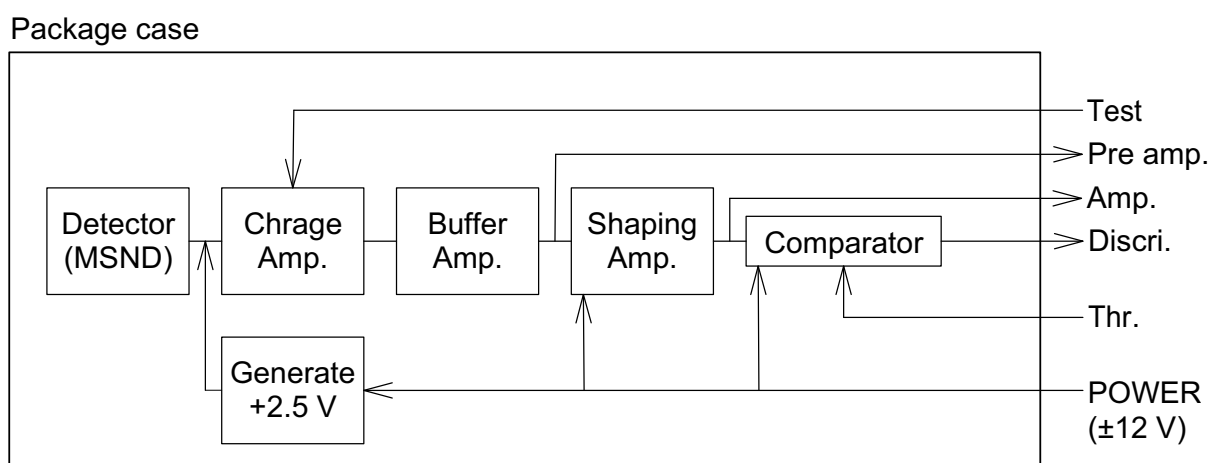 Package case
Test
Pre amp.
Amp.
Discri.
Thr.
POWER
(±12 V)
Detector
(MSND)
Chrage
Amp.
Buffer
Amp.
Shaping
Amp.
Comparator
Generate
+2.5 V